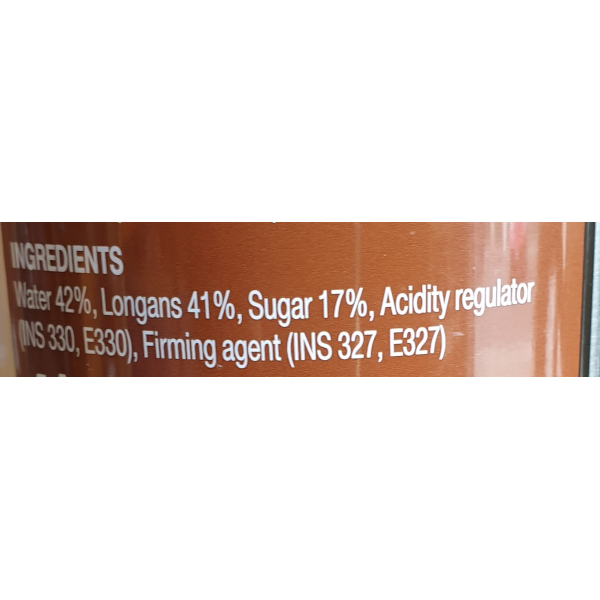 INGREDIENTS
Water 42%, Longans 41%, Sugar 17%, Acidity regulator
(INS 330, E330), Firming agent (INS 327, E327)